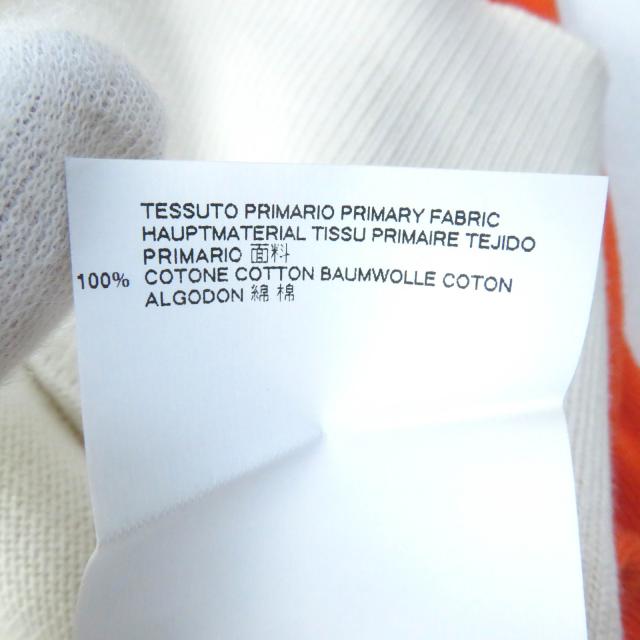 TESSUTO PRIMARIO PRIMARY FABRIC
HAUPTMATERIAL TISSU PRIMAIRE TEJIDO
PRIMARIO 面料
100% COTONE COTTON BAUMWOLLE COTON
ALGODON 綿 棉